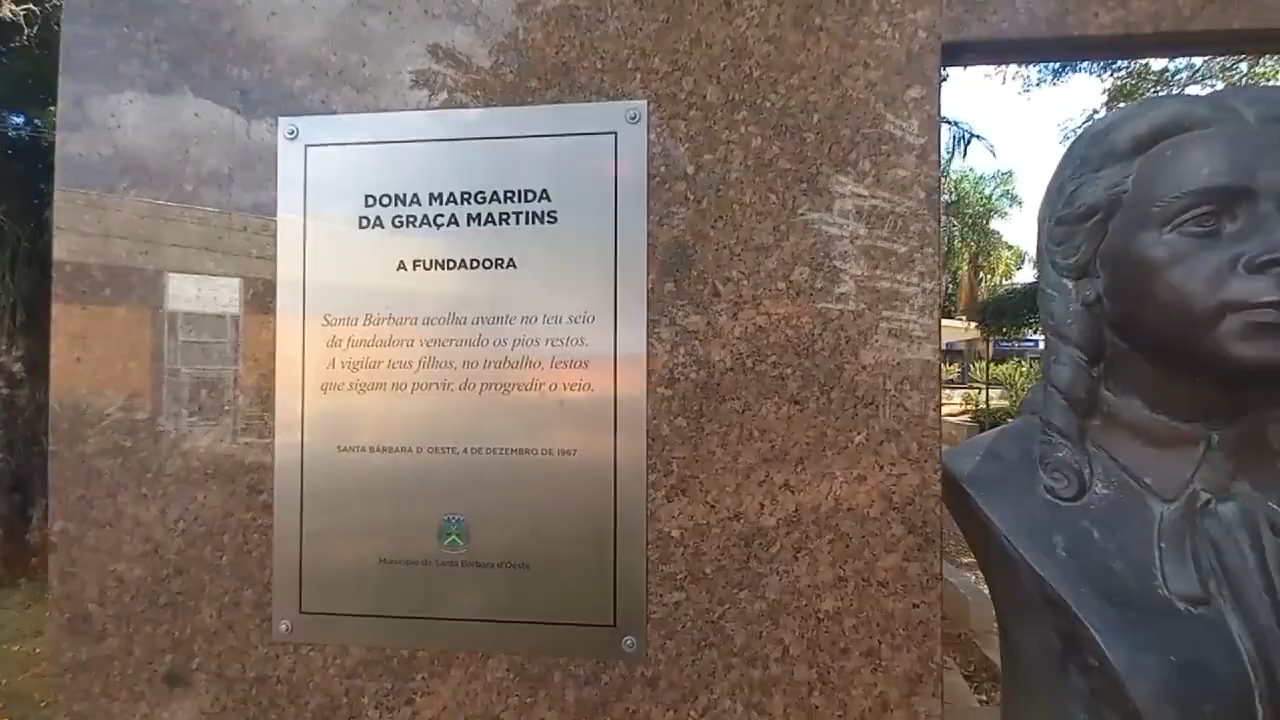 DONA MARGARIDA
DA GRAÇA MARTINS
A FUNDADORA
Santa Bárbara acolha avante no teu seio
da fundadora venerando os pios restos.
A vigilar teus filhos, no trabalho, lestos
que sigam no porvir, do progredir o veio.
SANTA BÁRBARA D´OESTE, 4 DE DEZEMBRO DE 1967
Município de Santa Bárbara d'Oeste